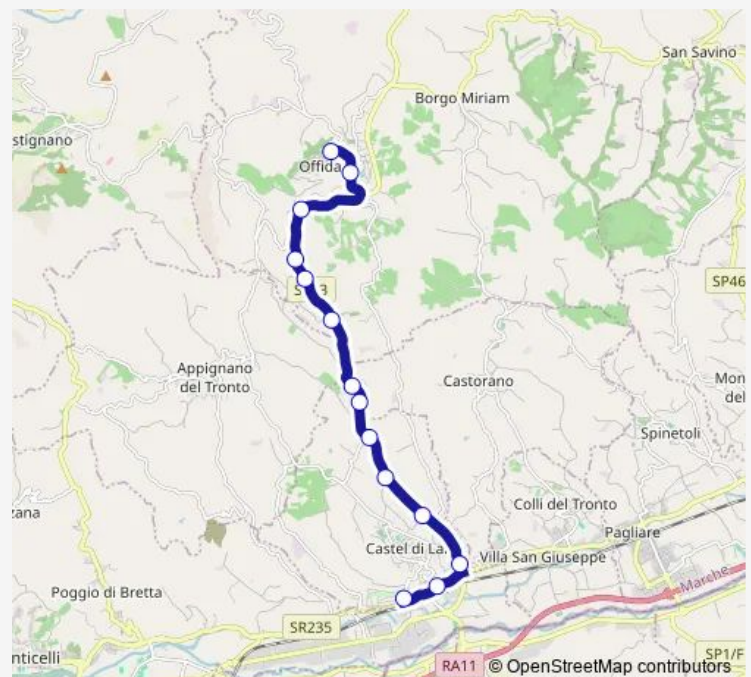 San Savino
Borgo Miriam
stignano
Offida
SP46
S 3
Appignano
del Tronto
Castorano
Mon
del
Spinetoli
Colli del Tronto
zana
Pagliare
Castel di La
Villa San Giuseppe
Marche
Poggio di Bretta
SR235
nticelli
RA11
SP1/F
© OpenStreetMap contributors